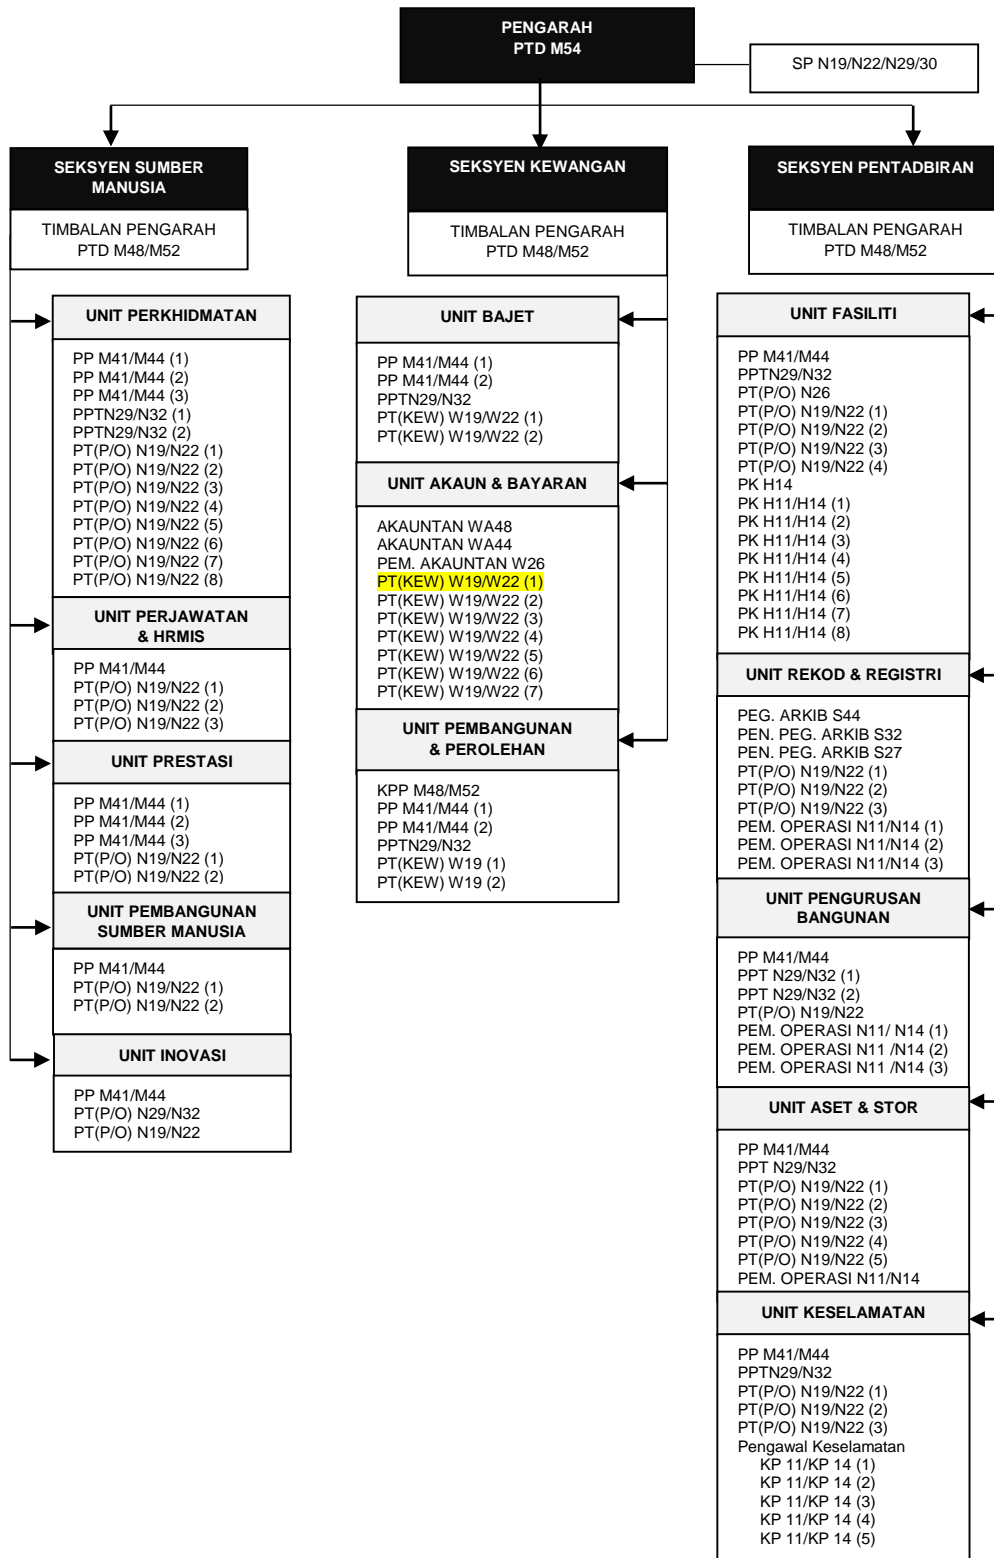 PENGARAH
PTD M54
SP N19/N22/N29/30
SEKSYEN SUMBER
MANUSIA
TIMBALAN PENGARAH
PTD M48/M52
UNIT PERKHIDMATAN
PP M41/M44 (1)
PP M41/M44 (2)
PP M41/M44 (3)
PPTN29/N32 (1)
PPTN29/N32 (2)
PT(P/O) N19/N22 (1)
PT(P/O) N19/N22 (2)
PT(P/O) N19/N22 (3)
PT(P/O) N19/N22 (4)
PT(P/O) N19/N22 (5)
PT(P/O) N19/N22 (6)
PT(P/O) N19/N22 (7)
PT(P/O) N19/N22 (8)
UNIT PERJAWATAN
& HRMIS
PP M41/M44
PT(P/O) N19/N22 (1)
PT(P/O) N19/N22 (2)
PT(P/O) N19/N22 (3)
UNIT PRESTASI
PP M41/M44 (1)
PP M41/M44 (2)
PP M41/M44 (3)
PT(P/O) N19/N22 (1)
PT(P/O) N19/N22 (2)
UNIT PEMBANGUNAN
SUMBER MANUSIA
PP M41/M44
PT(P/O) N19/N22 (1)
PT(P/O) N19/N22 (2)
UNIT INOVASI
PP M41/M44
PT(P/O) N29/N32
PT(P/O) N19/N22
SEKSYEN KEWANGAN
TIMBALAN PENGARAH
PTD M48/M52
UNIT BAJET
PP M41/M44 (1)
PP M41/M44 (2)
PPTN29/N32
PT(KEW) W19/W22 (1)
PT(KEW) W19/W22 (2)
UNIT AKAUN & BAYARAN
AKAUNTAN WA48
AKAUNTAN WA44
PEM. AKAUNTAN W26
PT(KEW) W19/W22 (1)
PT(KEW) W19/W22 (2)
PT(KEW) W19/W22 (3)
PT(KEW) W19/W22 (4)
PT(KEW) W19/W22 (5)
PT(KEW) W19/W22 (6)
PT(KEW) W19/W22 (7)
UNIT PEMBANGUNAN
& PEROLEHAN
KPP M48/M52
PP M41/M44 (1)
PP M41/M44 (2)
PPTN29/N32
PT(KEW) W19 (1)
PT(KEW) W19 (2)
SEKSYEN PENTADBIRAN
TIMBALAN PENGARAH
PTD M48/M52
UNIT FASILITI
PP M41/M44
PPTN29/N32
PT(P/O) N26
PT(P/O) N19/N22 (1)
PT(P/O) N19/N22 (2)
PT(P/O) N19/N22 (3)
PT(P/O) N19/N22 (4)
PK H14
PK H11/H14 (1)
PK H11/H14 (2)
PK H11/H14 (3)
PK H11/H14 (4)
PK H11/H14 (5)
PK H11/H14 (6)
PK H11/H14 (7)
PK H11/H14 (8)
UNIT REKOD & REGISTRI
PEG. ARKIB S44
PEN. PEG. ARKIB S32
PEN. PEG. ARKIB S27
PT(P/O) N19/N22 (1)
PT(P/O) N19/N22 (2)
PT(P/O) N19/N22 (3)
PEM. OPERASI N11/N14 (1)
PEM. OPERASI N11/N14 (2)
PEM. OPERASI N11/N14 (3)
UNIT PENGURUSAN
BANGUNAN
PP M41/M44
PPT N29/N32 (1)
PPT N29/N32 (2)
PT(P/O) N19/N22
PEM. OPERASI N11/ N14 (1)
PEM. OPERASI N11 /N14 (2)
PEM. OPERASI N11 /N14 (3)
UNIT ASET & STOR
PP M41/M44
PPT N29/N32
PT(P/O) N19/N22 (1)
PT(P/O) N19/N22 (2)
PT(P/O) N19/N22 (3)
PT(P/O) N19/N22 (4)
PT(P/O) N19/N22 (5)
PEM. OPERASI N11/N14
UNIT KESELAMATAN
PP M41/M44
PPTN29/N32
PT(P/O) N19/N22 (1)
PT(P/O) N19/N22 (2)
PT(P/O) N19/N22 (3)
Pengawal Keselamatan
KP 11/KP 14 (1)
KP 11/KP 14 (2)
KP 11/KP 14 (3)
KP 11/KP 14 (4)
KP 11/KP 14 (5)